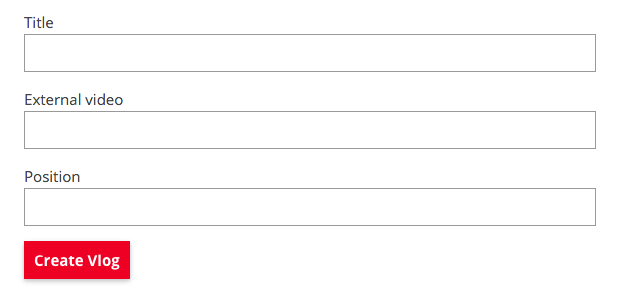 Title
External video
Position
Create Vlog